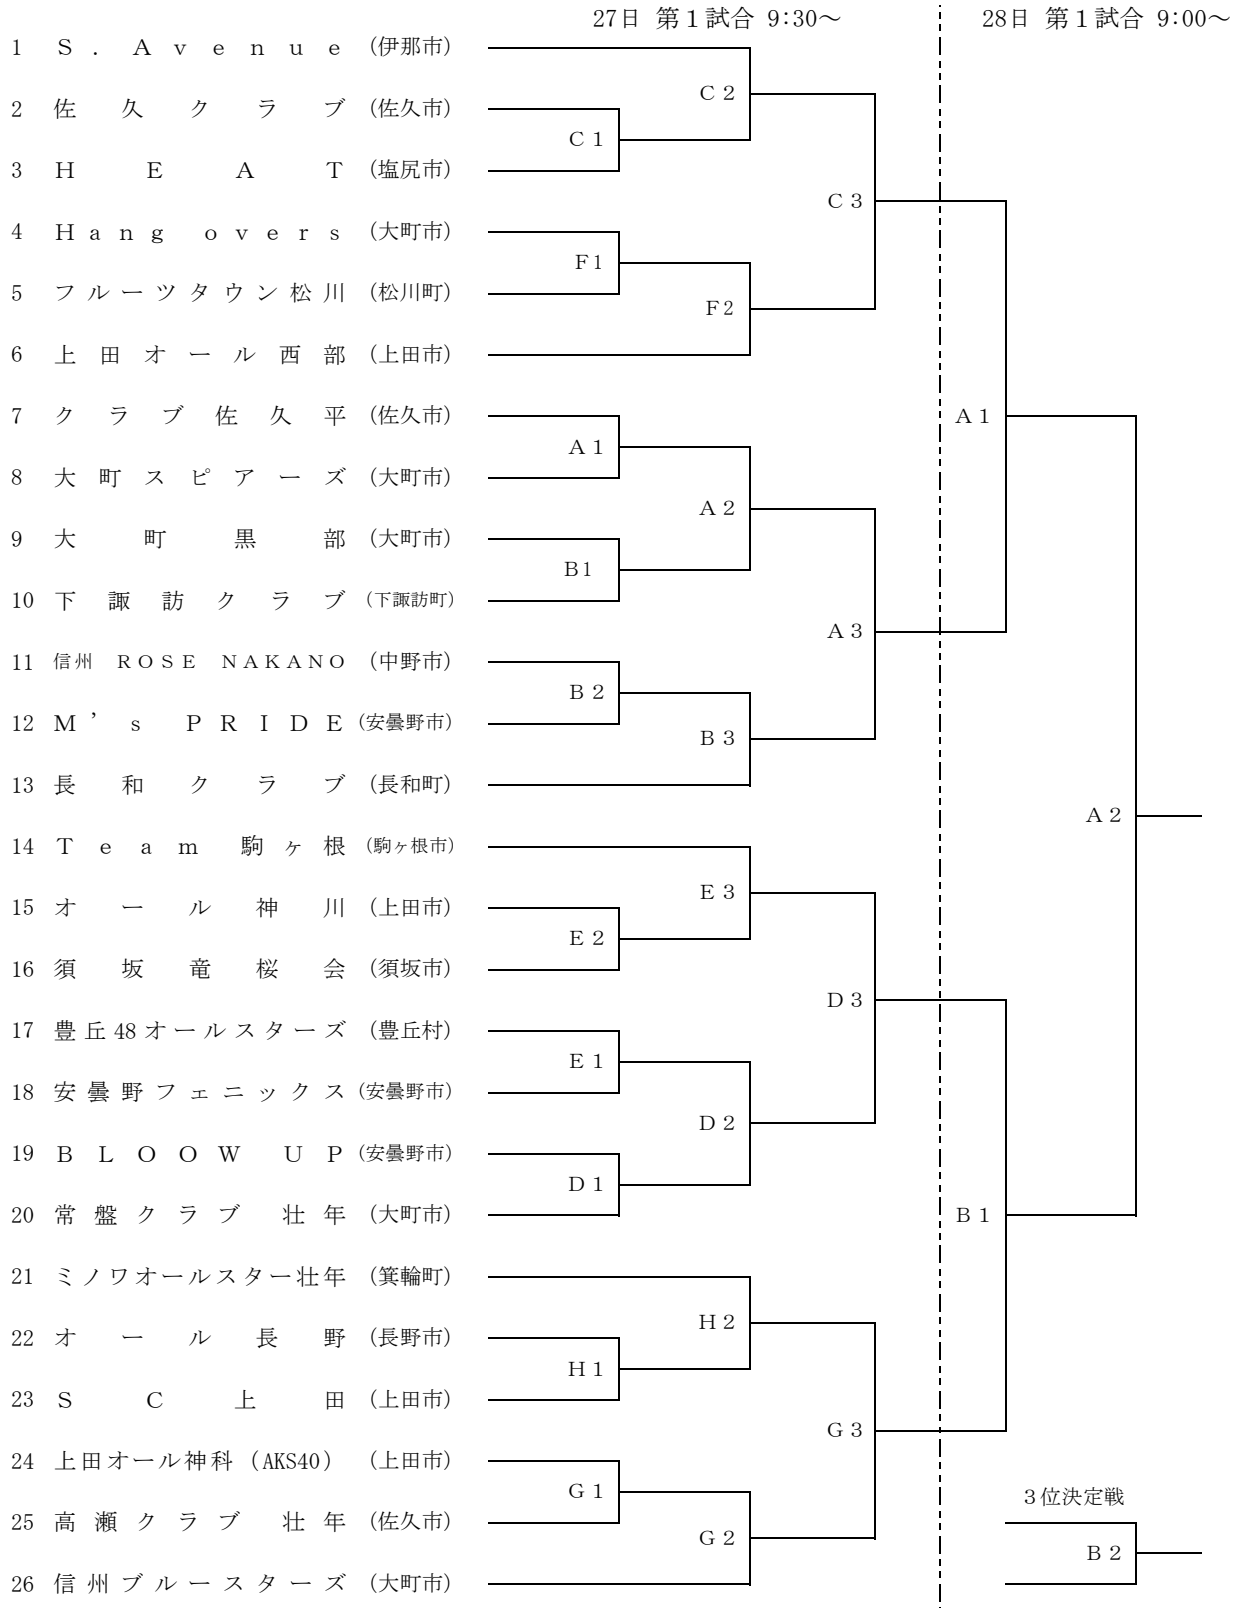 27日 第１試合 9:30～
28日 第１試合 9:00～
1 Ｓ．Ａｖｅｎｕｅ (伊那市)
Ｃ２
2 佐久クラブ (佐久市)
Ｃ１
3 ＨＥＡＴ (塩尻市)
Ｃ３
4 Ｈａｎｇ ｏｖｅｒｓ (大町市)
Ｆ1
5 フルーツタウン松川 (松川町)
Ｆ2
6 上田オール西部 (上田市)
7 クラブ佐久平 (佐久市)
Ａ１
Ａ１
8 大町スピアーズ (大町市)
Ａ２
9 大町黒部 (大町市)
Ｂ1
10 下諏訪クラブ (下諏訪町)
Ａ３
11 信州 ＲＯＳＥ ＮＡＫＡＮＯ (中野市)
Ｂ２
12 Ｍ’ｓ ＰＲＩＤＥ (安曇野市)
Ｂ３
13 長和クラブ (長和町)
Ａ２
14 Ｔｅａｍ 駒ヶ根 (駒ヶ根市)
Ｅ３
15 オール神川 (上田市)
Ｅ２
16 須坂竜桜会 (須坂市)
Ｄ３
17 豊丘48オールスターズ (豊丘村)
Ｅ１
18 安曇野フェニックス (安曇野市)
Ｄ２
19 ＢＬＯＯＷ ＵＰ (安曇野市)
Ｄ１
20 常盤クラブ 壮年 (大町市)
Ｂ１
21 ミノワオールスター壮年 (箕輪町)
Ｈ２
22 オール長野 (長野市)
Ｈ１
23 ＳＣ上田 (上田市)
Ｇ３
24 上田オール神科（AKS40） (上田市)
Ｇ１
３位決定戦
25 高瀬クラブ 壮年 (佐久市)
Ｇ２
Ｂ２
26 信州ブルースターズ (大町市)